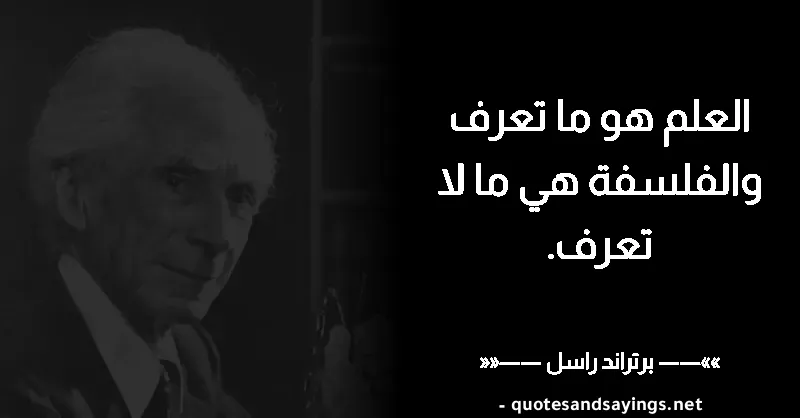 العلم هو ما تعرف
والفلسفة هي ما لا
تعرف.
»»—— برتراند راسل ——««
- quotesandsayings.net